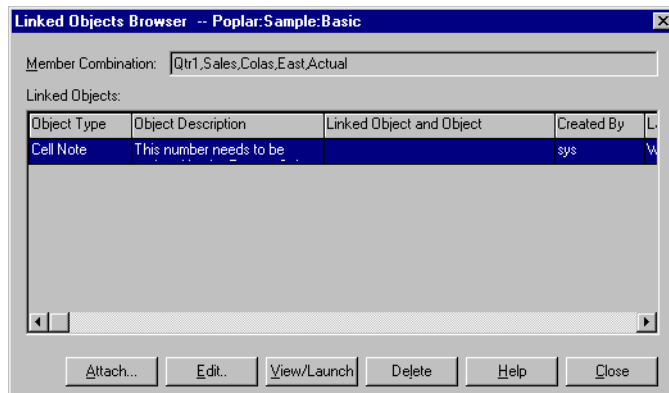 Linked Objects Browser -- Poplar:Sample:Basic
Member Combination: Qtr1,Sales,Colas,East,Actual
Linked Objects:
Object Type Object Description Linked Object and Object Created By
Cell Note This number needs to be sys
Attach... Edit.. View/Launch Delete Help Close